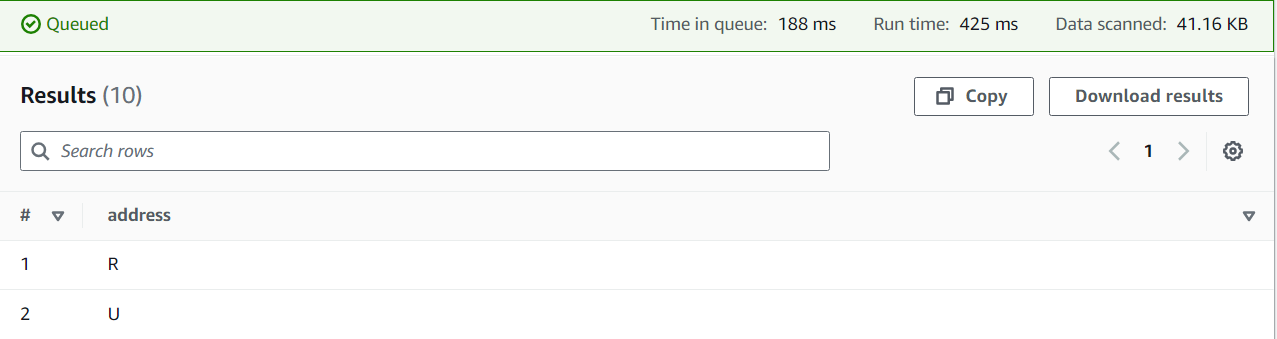 Queued Time in queue: 188 ms Run time: 425 ms Data scanned: 41.16 KB
Results (10) Copy Download results
Search rows 1
# address
1 R
2 U